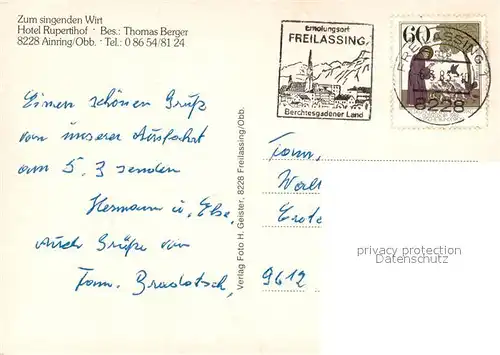 Zum singenden Wirt
Hotel Rupertihof · Bes.: Thomas Berger
8228 Ainring/Obb. · Tel.: 0 86 54/81 24
Erholungsort
FREILASSING
Berchtesgadener Land
60
FREILASSING 1
8228
Einen schönen Gruß
von unserer Ausfahrt
am 5.3 senden
Hermann u. Else,
Auch Grüße von
Fam.
Verlag Foto H. Geister, 8228 Freilassing/Obb.
Fam.
9612
privacy protection
Datenschutz